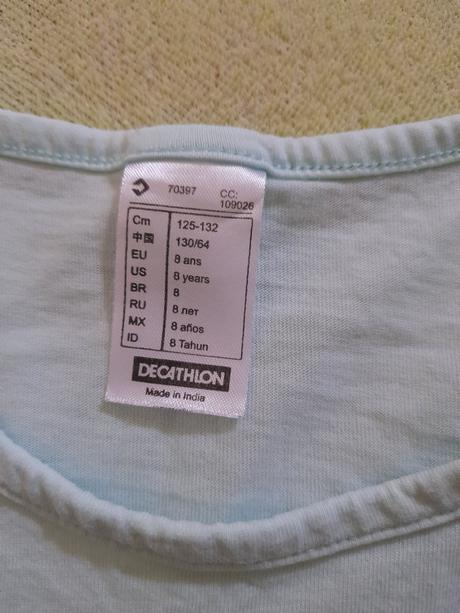 70397 CC: 109026
Cm 125-132
中国 130/64
EU 8 ans
US 8 years
BR 8
RU 8 лет
MX 8 años
ID 8 Tahun
DECATHLON
Made in India